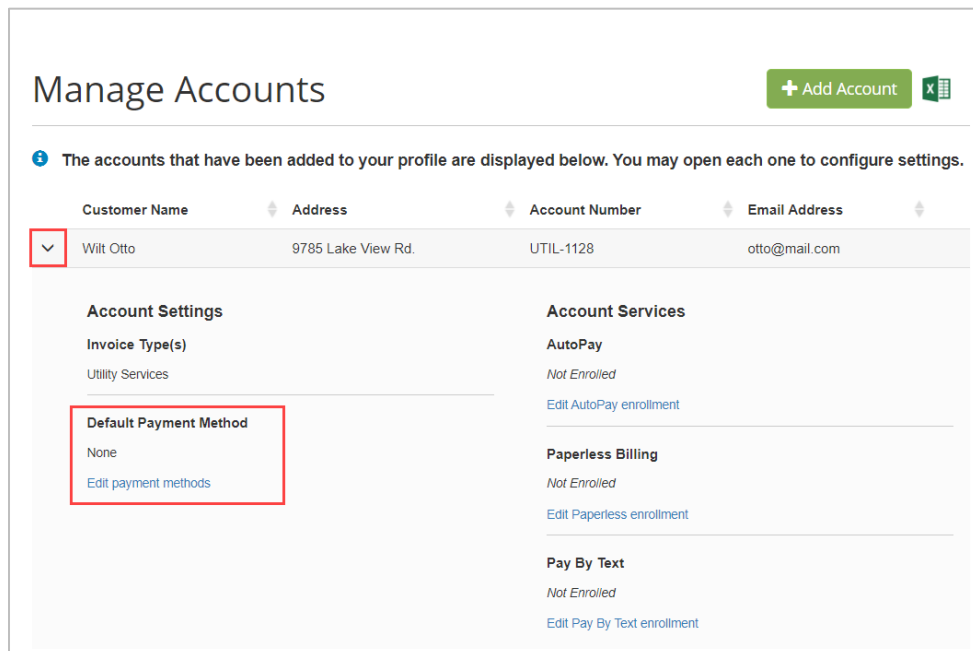 Manage Accounts
Add Account
The accounts that have been added to your profile are displayed below. You may open each one to configure settings.
Customer Name Address Account Number Email Address
Wilt Otto 9785 Lake View Rd. UTIL-1128 otto@mail.com
Account Settings
Invoice Type(s)
Utility Services
Default Payment Method
None
Edit payment methods
Account Services
AutoPay
Not Enrolled
Edit AutoPay enrollment
Paperless Billing
Not Enrolled
Edit Paperless enrollment
Pay By Text
Not Enrolled
Edit Pay By Text enrollment